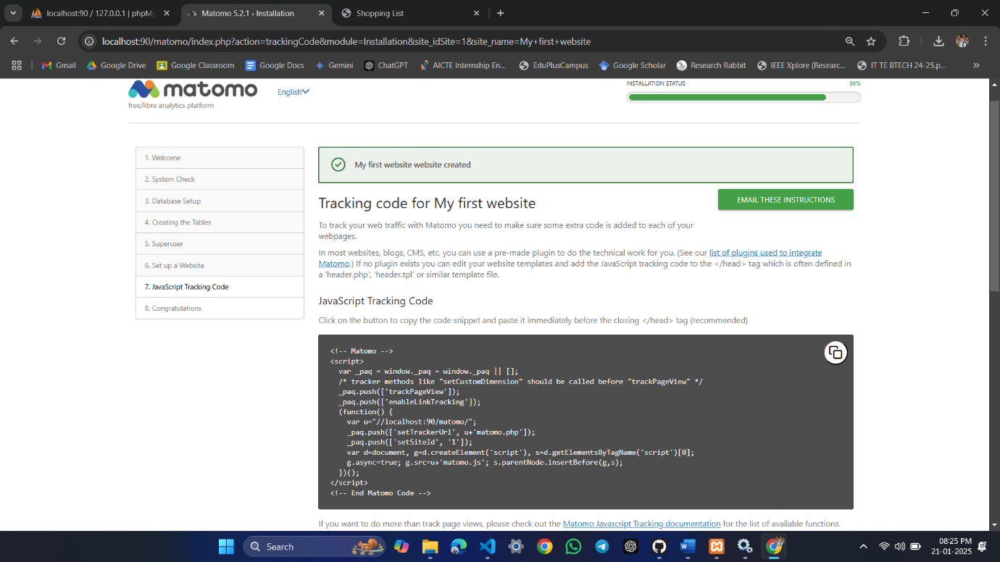 localhost:90 / 127.0.0.1 | phpMy
Matomo 5.2.1 › Installation
Shopping List
localhost:90/matomo/index.php?action=trackingCode&module=Installation&site_idSite=1&site_name=My+first+website
Gmail
Google Drive
Google Classroom
Google Docs
Gemini
ChatGPT
AICTE Internship En...
EduPlusCampus
Google Scholar
Research Rabbit
IEEE Xplore (Researc...
IT TE BTECH 24-25.p...
matomo
free/libre analytics platform
English
INSTALLATION STATUS
86%
1. Welcome
2. System Check
3. Database Setup
4. Creating the Tables
5. Superuser
6. Set up a Website
7. JavaScript Tracking Code
8. Congratulations
My first website website created
Tracking code for My first website
EMAIL THESE INSTRUCTIONS
To track your web traffic with Matomo you need to make sure some extra code is added to each of your
webpages.
In most websites, blogs, CMS, etc. you can use a pre-made plugin to do the technical work for you. (See our list of plugins used to integrate
Matomo.) If no plugin exists you can edit your website templates and add the JavaScript tracking code to the </head> tag which is often defined in
a 'header.php', 'header.tpl' or similar template file.
JavaScript Tracking Code
Click on the button to copy the code snippet and paste it immediately before the closing </head> tag (recommended)
<!-- Matomo -->
<script>
var _paq = window._paq = window._paq || [];
/* tracker methods like "setCustomDimension" should be called before "trackPageView" */
_paq.push(['trackPageView']);
_paq.push(['enableLinkTracking']);
(function() {
var u="//localhost:90/matomo/";
_paq.push(['setTrackerUrl', u+'matomo.php']);
_paq.push(['setSiteId', '1']);
var d=document, g=d.createElement('script'), s=d.getElementsByTagName('script')[0];
g.async=true; g.src=u+'matomo.js'; s.parentNode.insertBefore(g,s);
})();
</script>
<!-- End Matomo Code -->
If you want to do more than track page views, please check out the Matomo Javascript Tracking documentation for the list of available functions.
Search
08:25 PM
21-01-2025